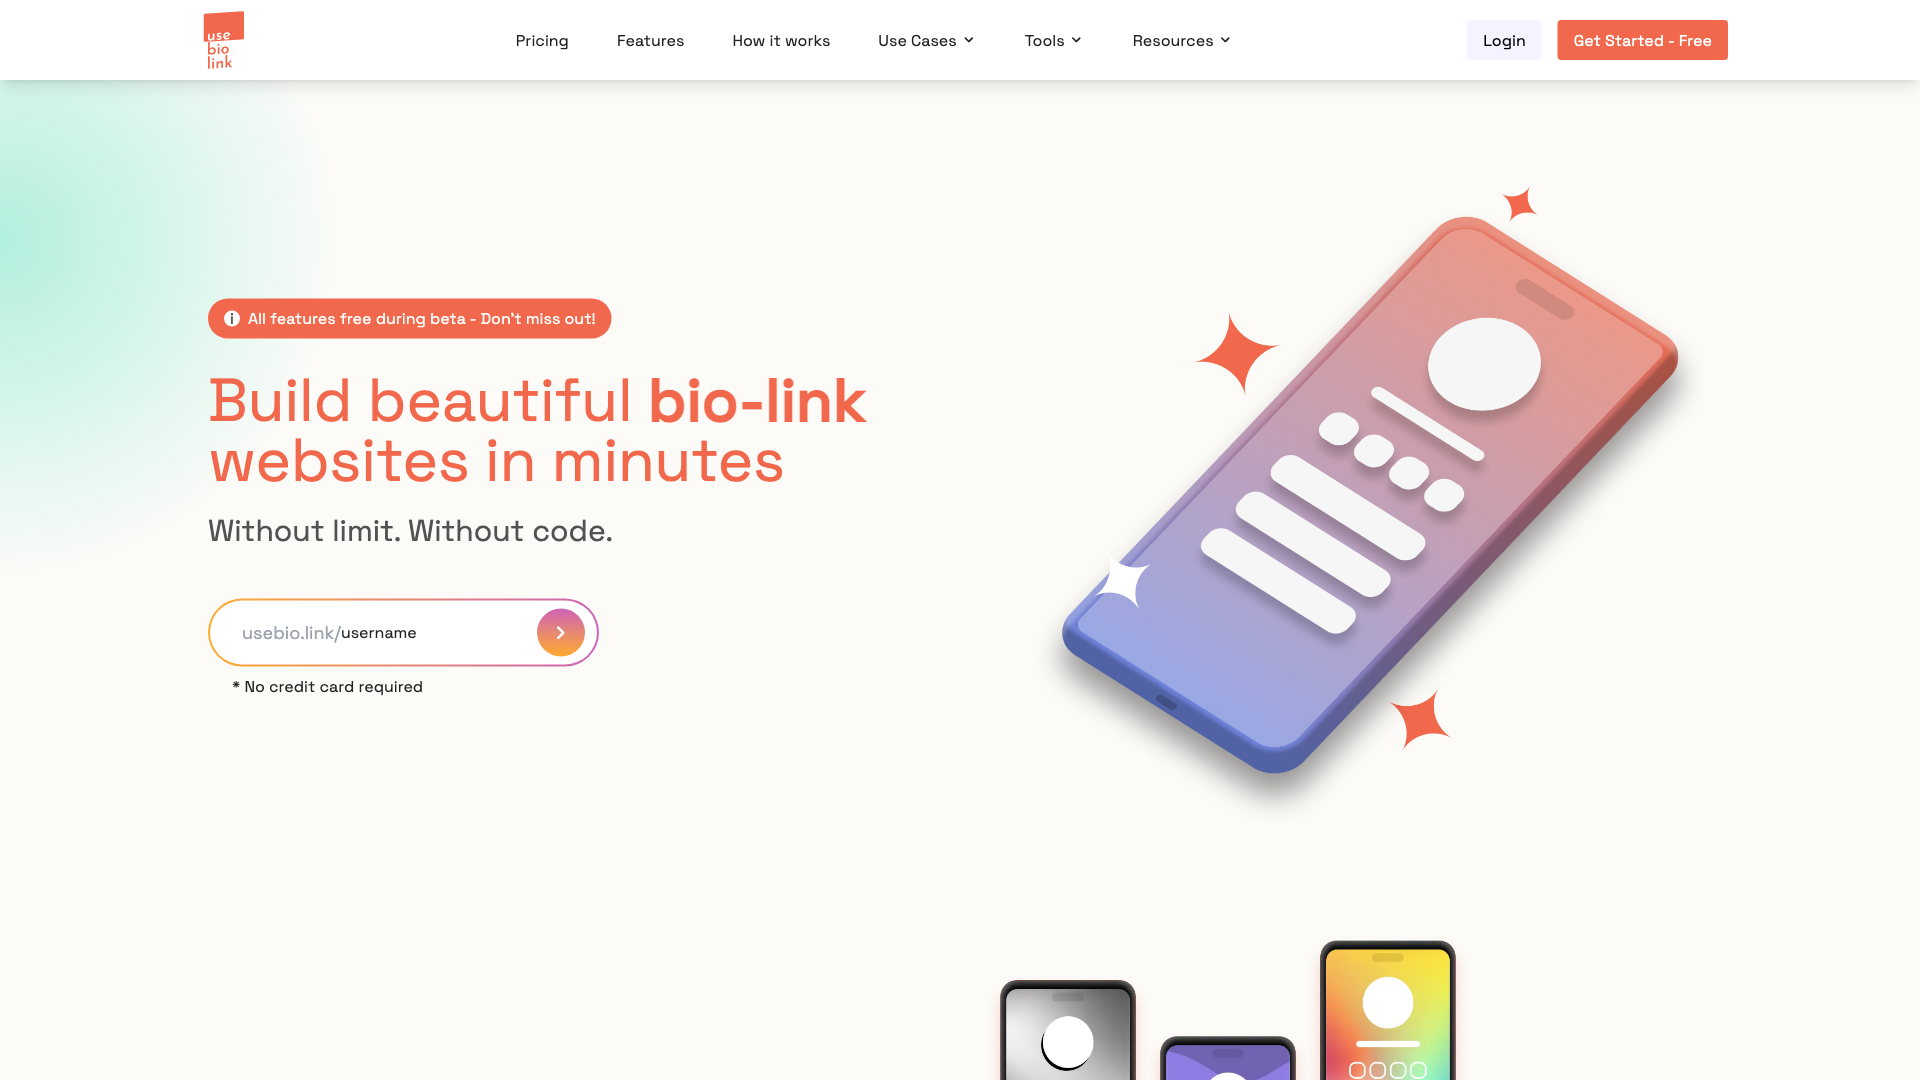 use
bio
link
Pricing
Features
How it works
Use Cases
Tools
Resources
Login
Get Started - Free
All features free during beta - Don't miss out!
Build beautiful bio-link
websites in minutes
Without limit. Without code.
usebio.link/username
* No credit card required